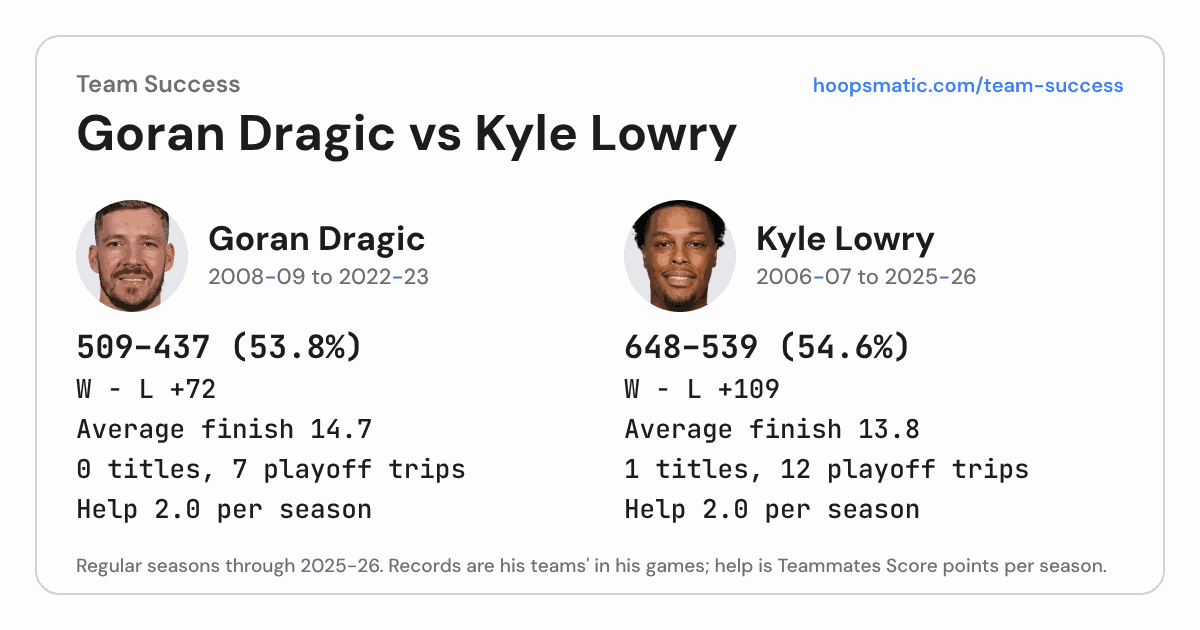 Team Success
hoopsmatic.com/team-success
Goran Dragic vs Kyle Lowry
Goran Dragic
2008-09 to 2022-23
509–437 (53.8%)
W - L +72
Average finish 14.7
0 titles, 7 playoff trips
Help 2.0 per season
Kyle Lowry
2006-07 to 2025-26
648–539 (54.6%)
W - L +109
Average finish 13.8
1 titles, 12 playoff trips
Help 2.0 per season
Regular seasons through 2025-26. Records are his teams' in his games; help is Teammates Score points per season.